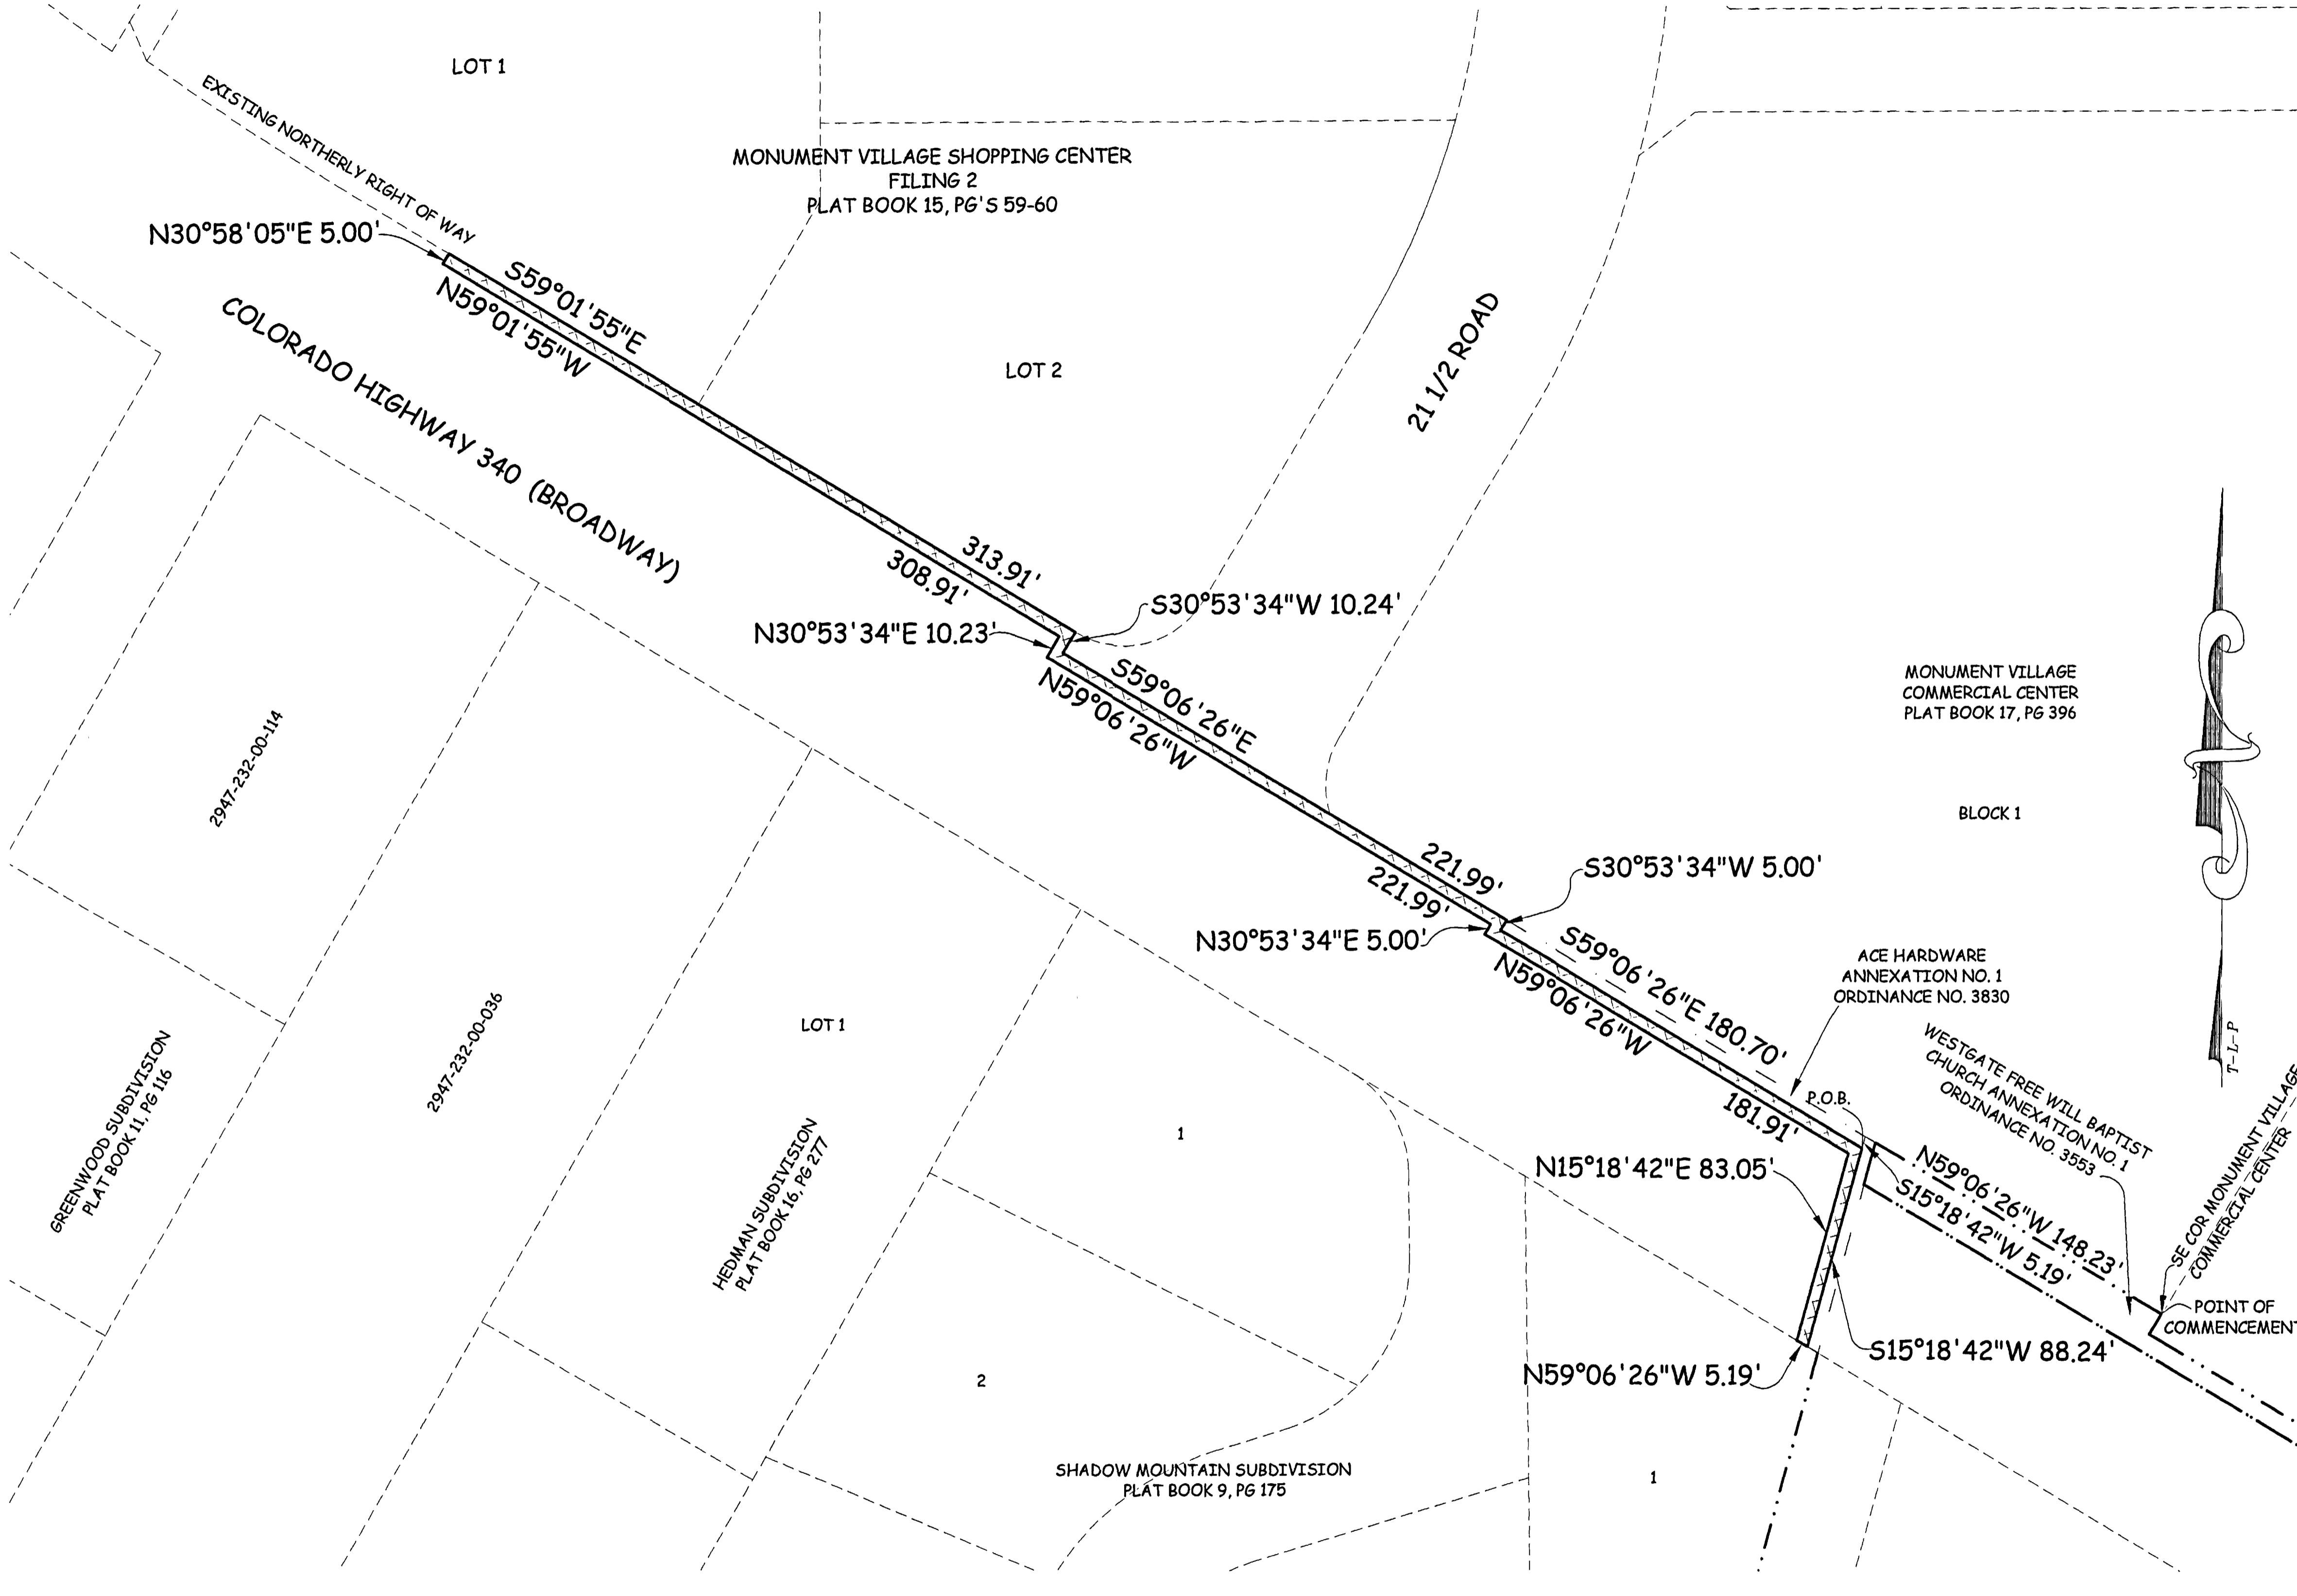 LOT 1
EXISTING NORTHERLY RIGHT OF WAY
MONUMENT VILLAGE SHOPPING CENTER
FILING 2
PLAT BOOK 15, PG'S 59-60
N30°58'05"E 5.00'
S59°01'55"E
N59°01'55"W
COLORADO HIGHWAY 340 (BROADWAY)
LOT 2
21 1/2 ROAD
313.91'
308.91'
S30°53'34"W 10.24'
N30°53'34"E 10.23'
S59°06'26"E
N59°06'26"W
MONUMENT VILLAGE
COMMERCIAL CENTER
PLAT BOOK 17, PG 396
BLOCK 1
2947-232-00-114
221.99'
221.99'
S30°53'34"W 5.00'
N30°53'34"E 5.00'
S59°06'26"E 180.70'
N59°06'26"W
181.91'
ACE HARDWARE
ANNEXATION NO. 1
ORDINANCE NO. 3830
WESTGATE FREE WILL BAPTIST
CHURCH ANNEXATION NO. 1
ORDINANCE NO. 3553
T-L-P
P.O.B.
GREENWOOD SUBDIVISION
PLAT BOOK 11, PG 116
2947-232-00-036
LOT 1
HEDMAN SUBDIVISION
PLAT BOOK 16, PG 277
1
N15°18'42"E 83.05'
N59°06'26"W 148.23'
S15°18'42"W 5.19'
SE COR MONUMENT VILLAGE
COMMERCIAL CENTER
POINT OF
COMMENCEMENT
S15°18'42"W 88.24'
N59°06'26"W 5.19'
2
SHADOW MOUNTAIN SUBDIVISION
PLAT BOOK 9, PG 175
1